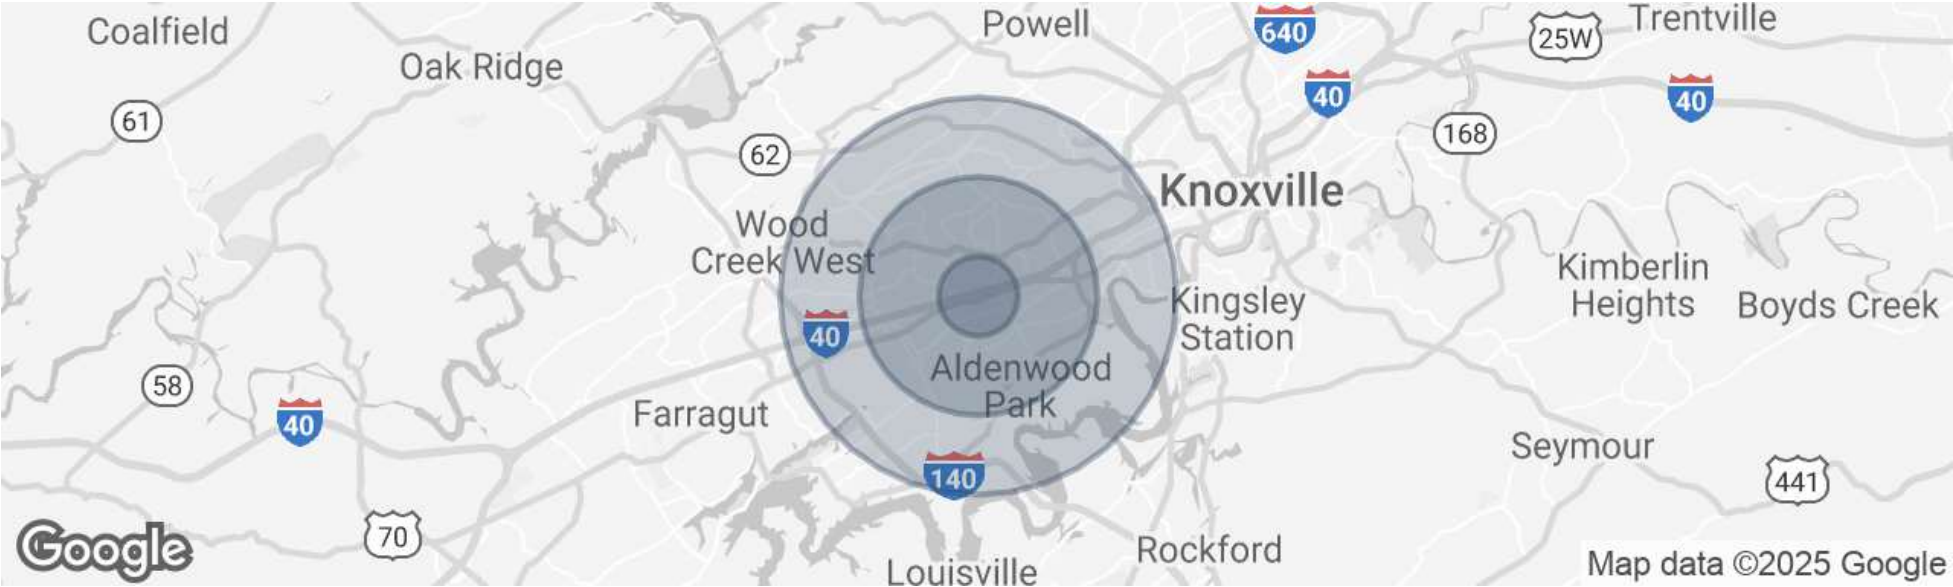 Coalfield
Powell
640
25W
Trentville
Oak Ridge
40
40
61
168
62
Knoxville
Wood
Creek West
Kimberlin
Heights
Boyds Creek
Kingsley
Station
40
Aldenwood
Park
58
40
Farragut
Seymour
140
441
70
Google
Rockford
Louisville
Map data ©2025 Google